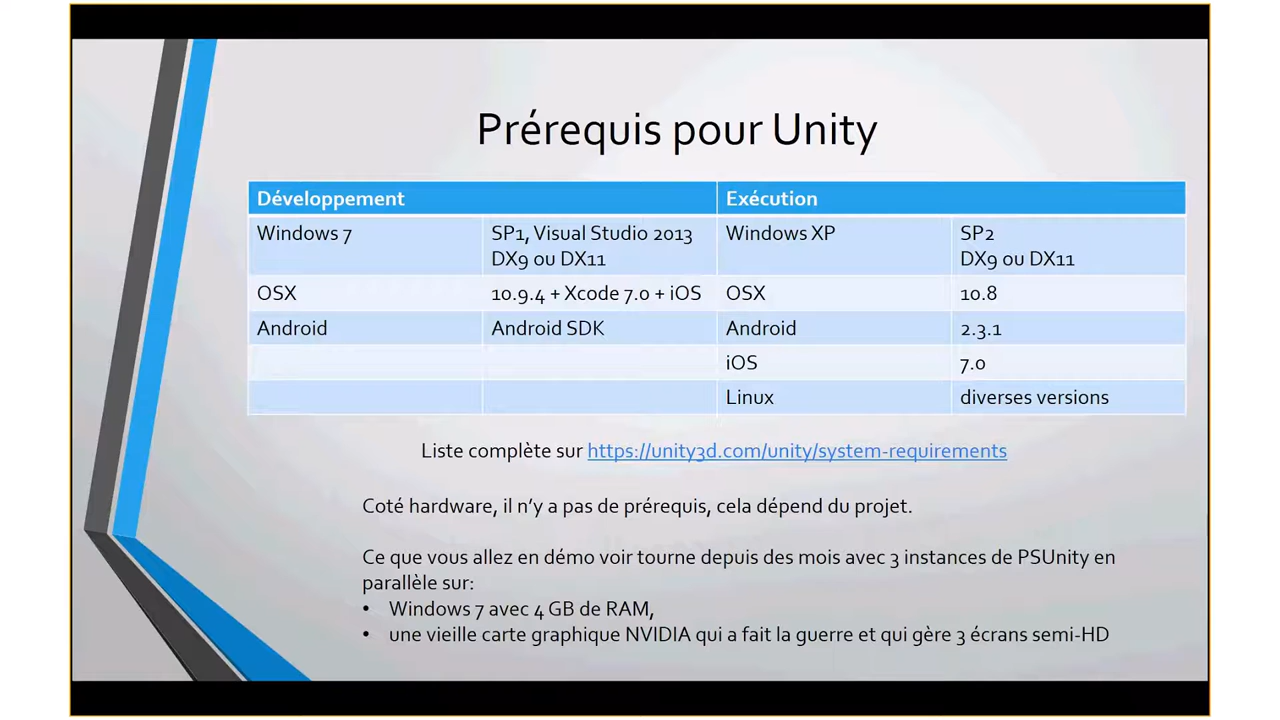 Prérequis pour Unity
Développement Exécution
Windows 7 SP1, Visual Studio 2013 Windows XP SP2
DX9 ou DX11 DX9 ou DX11
OSX 10.9.4 + Xcode 7.0 + iOS OSX 10.8
Android Android SDK Android 2.3.1
iOS 7.0
Linux diverses versions
Liste complète sur https://unity3d.com/unity/system-requirements
Coté hardware, il n’y a pas de prérequis, cela dépend du projet.
Ce que vous allez en démo voir tourne depuis des mois avec 3 instances de PSUnity en
parallèle sur:
• Windows 7 avec 4 GB de RAM,
• une vieille carte graphique NVIDIA qui a fait la guerre et qui gère 3 écrans semi-HD